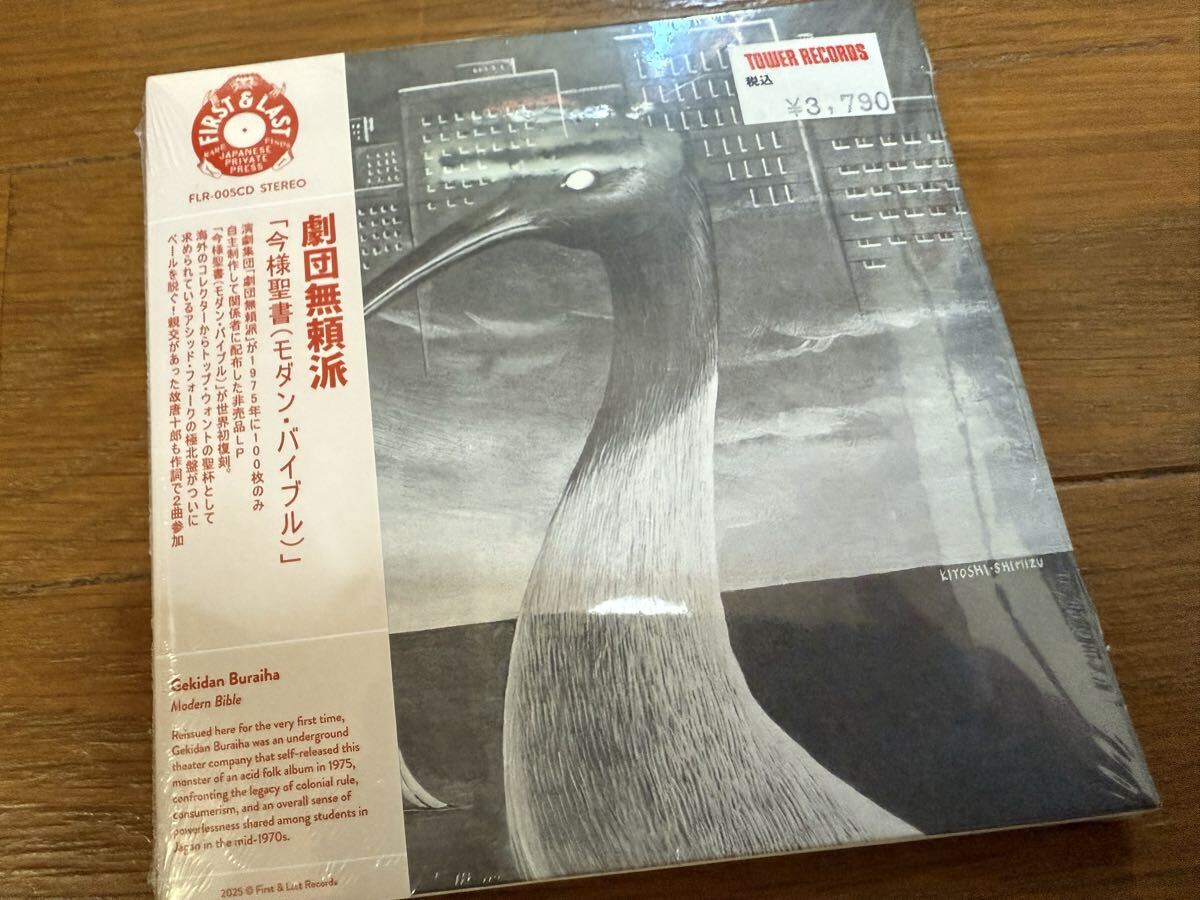 TOWER RECORDS
税込
¥3,790
FIRST & LAST
RARE FINDS
JAPANESE
PRIVATE
PRESS
FLR-005CD STEREO
劇団無頼派
「今様聖書(モダン・バイブル)」
演劇集団「劇団無頼派」が1975年に100枚のみ
自主制作して関係者に配布した非売品LP
「今様聖書(モダン・バイブル)」が世界初復刻。
海外のコレクターからトップ・ウォントの聖杯として
求められているアシッド・フォークの極北盤がついに
ベールを脱ぐ!親交があった故唐十郎も作詞で2曲参加
KIYOSHI・SHIMIZU
Gekidan Buraiha
Modern Bible
Reissued here for the very first time,
Gekidan Buraiha was an underground
theater company that self-released this
monster of an acid folk album in 1975,
confronting the legacy of colonial rule,
consumerism, and an overall sense of
powerlessness shared among students in
Japan in the mid-1970s.
2025 © First & Last Records